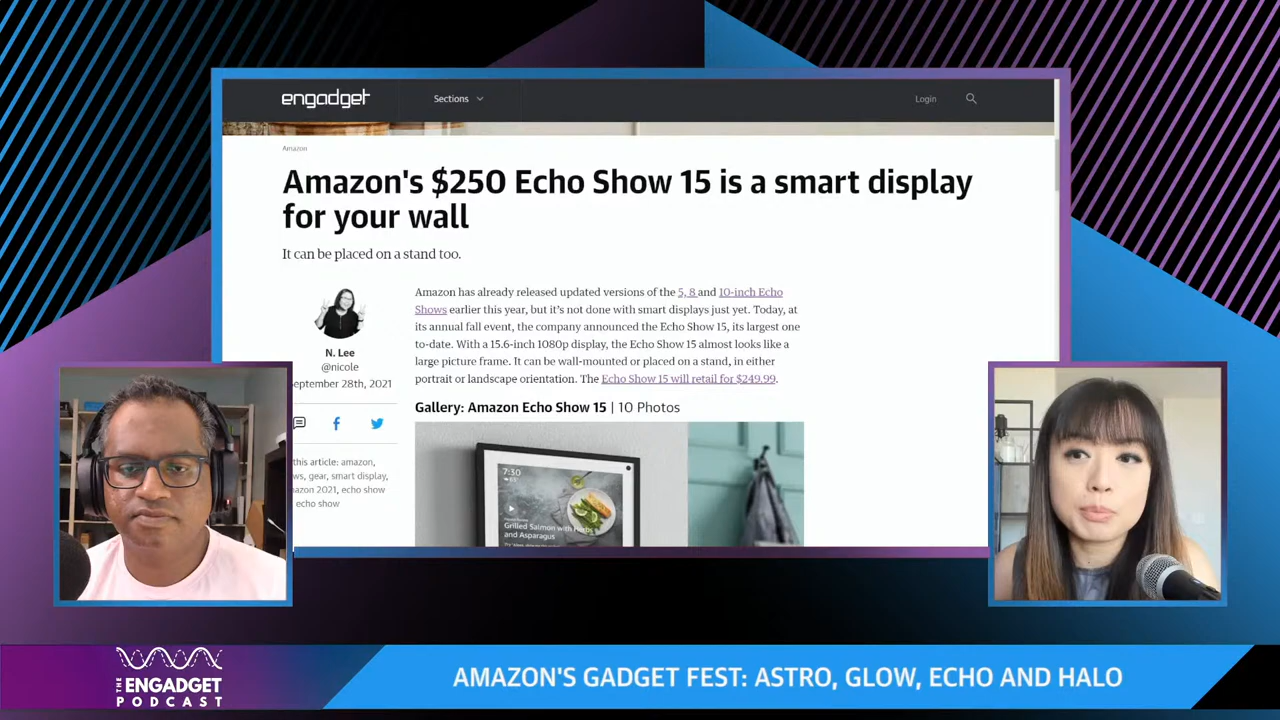 engadget
Sections
Login
Amazon
Amazon's $250 Echo Show 15 is a smart display
for your wall
It can be placed on a stand too.
N. Lee
@nicole
eptember 28th, 2021
this article: amazon,
ws, gear, smart display,
azon 2021, echo show
echo show
Amazon has already released updated versions of the 5, 8 and 10-inch Echo
Shows earlier this year, but it's not done with smart displays just yet. Today, at
its annual fall event, the company announced the Echo Show 15, its largest one
to-date. With a 15.6-inch 1080p display, the Echo Show 15 almost looks like a
large picture frame. It can be wall-mounted or placed on a stand, in either
portrait or landscape orientation. The Echo Show 15 will retail for $249.99.
Gallery: Amazon Echo Show 15 | 10 Photos
7:30
Grilled Salmon with Herbs
and Asparagus
THE ENGADGET
PODCAST
AMAZON'S GADGET FEST: ASTRO, GLOW, ECHO AND HALO